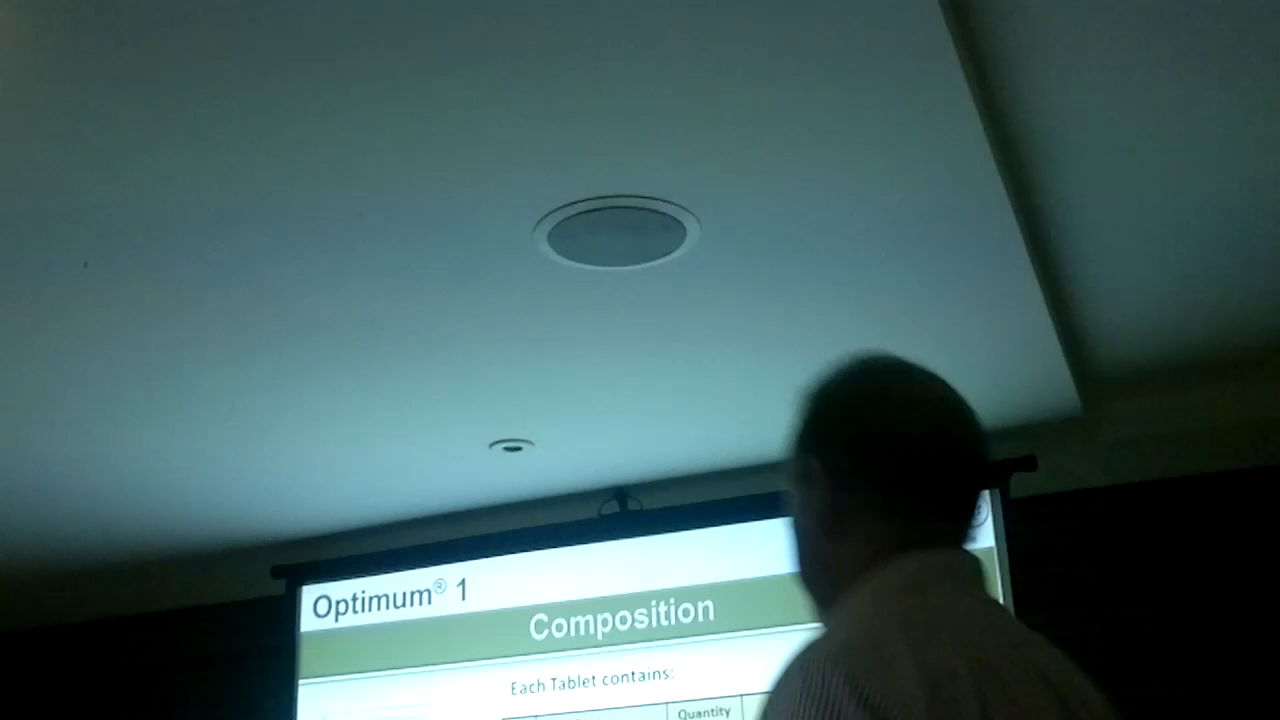 Optimum® 1
Composition
Each Tablet contains:
Quantity